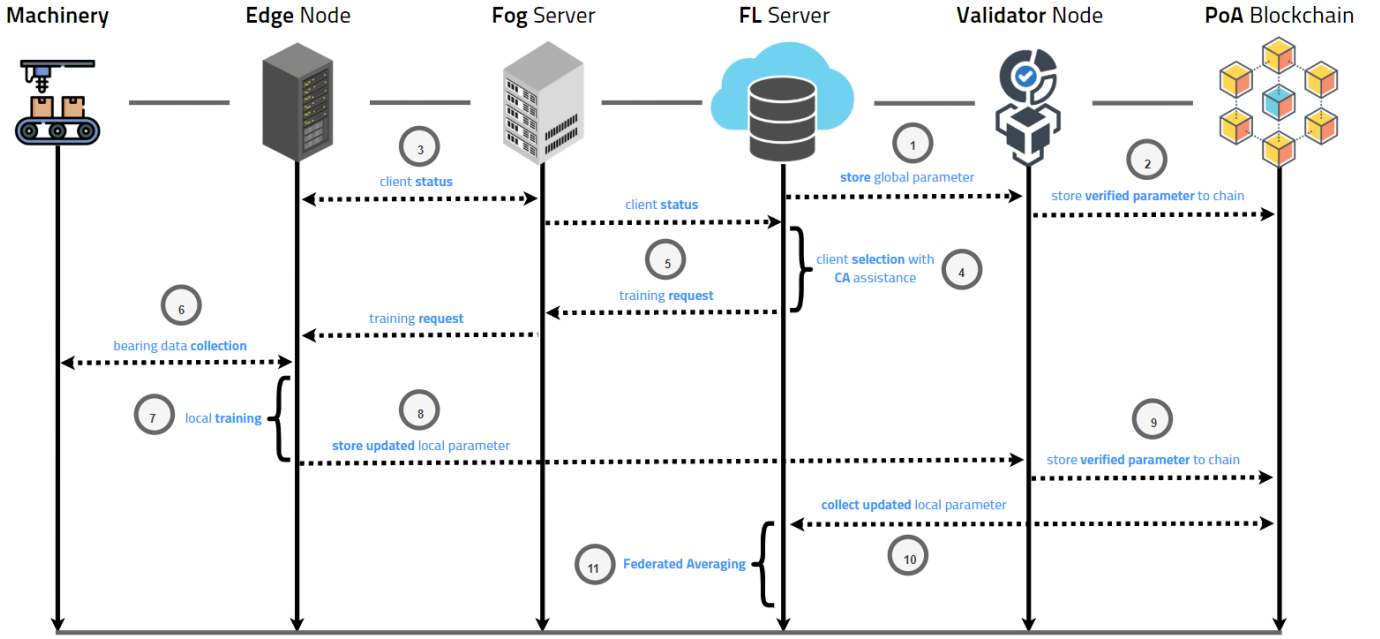 Machinery
Edge Node
Fog Server
FL Server
Validator Node
PoA Blockchain
3
client status
1
store global parameter
2
store verified parameter to chain
client status
5
client selection with
CA assistance
4
training request
6
training request
bearing data collection
7
local training
8
store updated local parameter
9
store verified parameter to chain
collect updated local parameter
10
11
Federated Averaging